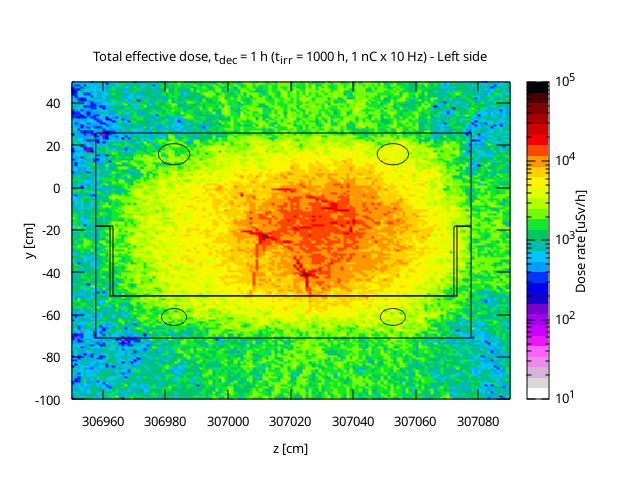 Total effective dose, t_dec = 1 h (t_irr = 1000 h, 1 nC x 10 Hz) - Left side
40
20
0
-20
-40
-60
-80
-100
y [cm]
306960 306980 307000 307020 307040 307060 307080
z [cm]
10^5
10^4
10^3
10^2
10^1
Dose rate [uSv/h]